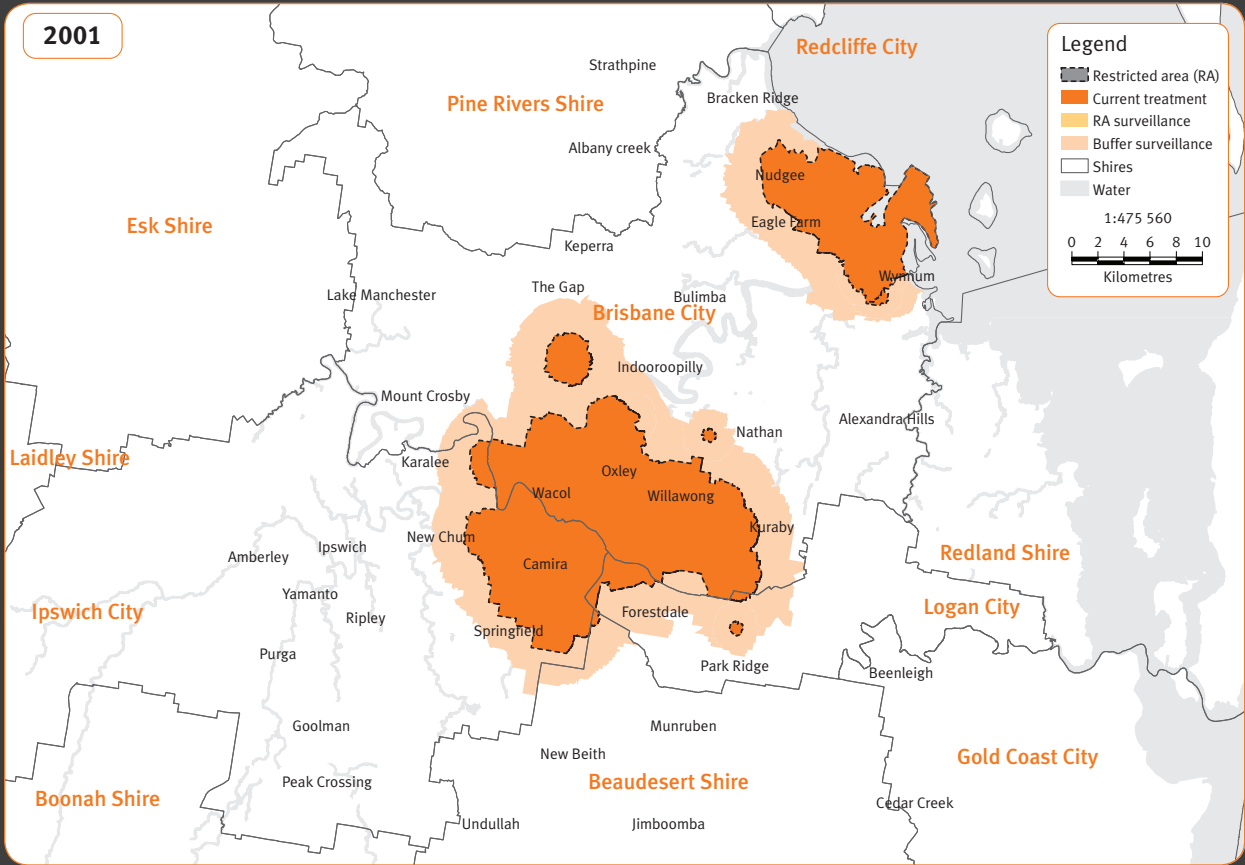 2001
Redcliffe City
Legend
Restricted area (RA)
Current treatment
RA surveillance
Buffer surveillance
Shires
Water
1:475 560
0 2 4 6 8 10
Kilometres
Strathpine
Pine Rivers Shire
Bracken Ridge
Albany creek
Nudgee
Esk Shire
Eagle Farm
Keperra
Wynnum
The Gap
Lake Manchester
Bulimba
Brisbane City
Indooroopilly
Mount Crosby
Alexandra Hills
Nathan
Laidley Shire
Karalee
Oxley
Wacol
Willawong
Kuraby
New Chum
Ipswich
Amberley
Redland Shire
Camira
Yamanto
Ipswich City
Logan City
Ripley
Forestdale
Springfield
Purga
Park Ridge
Beenleigh
Goolman
Munruben
New Beith
Gold Coast City
Peak Crossing
Beaudesert Shire
Boonah Shire
Cedar Creek
Undullah
Jimboomba